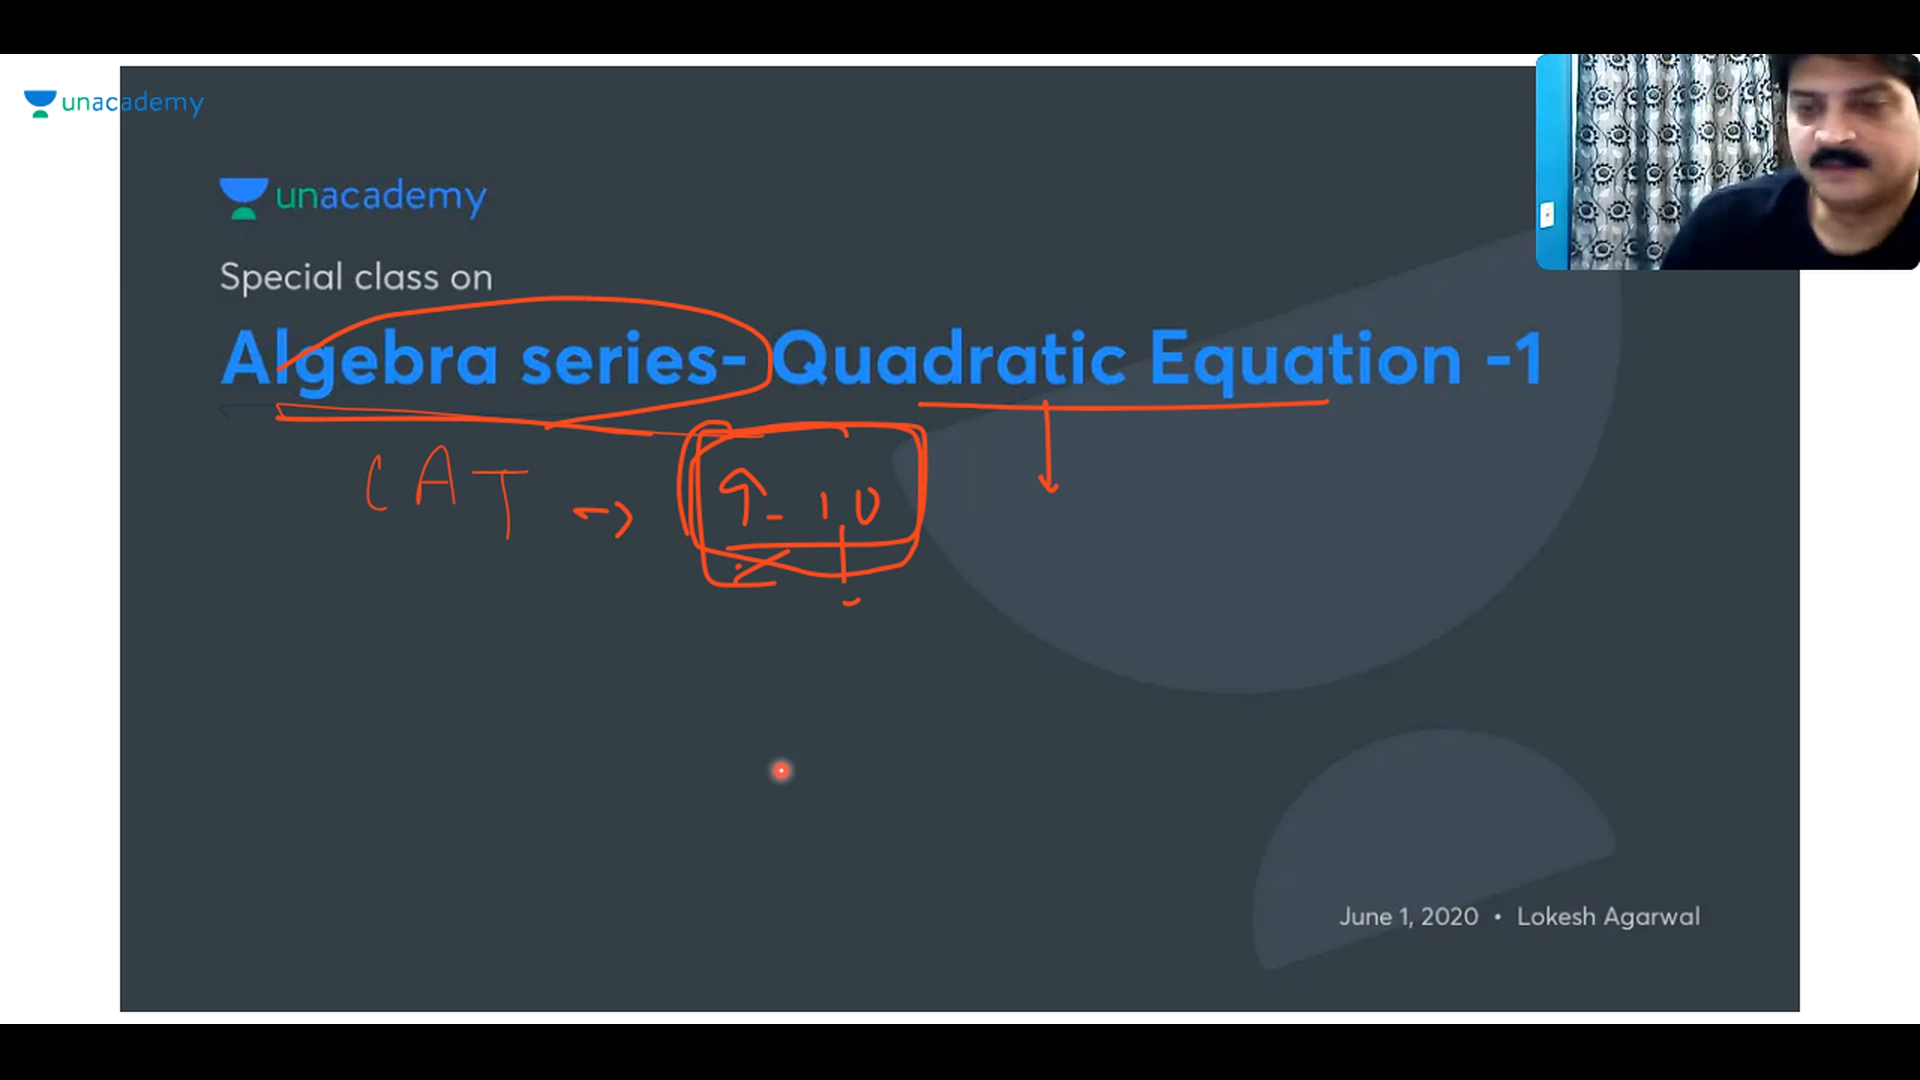 unacademy
unacademy
Special class on
Algebra series- Quadratic Equation -1
CAT → 9-10
June 1, 2020 • Lokesh Agarwal